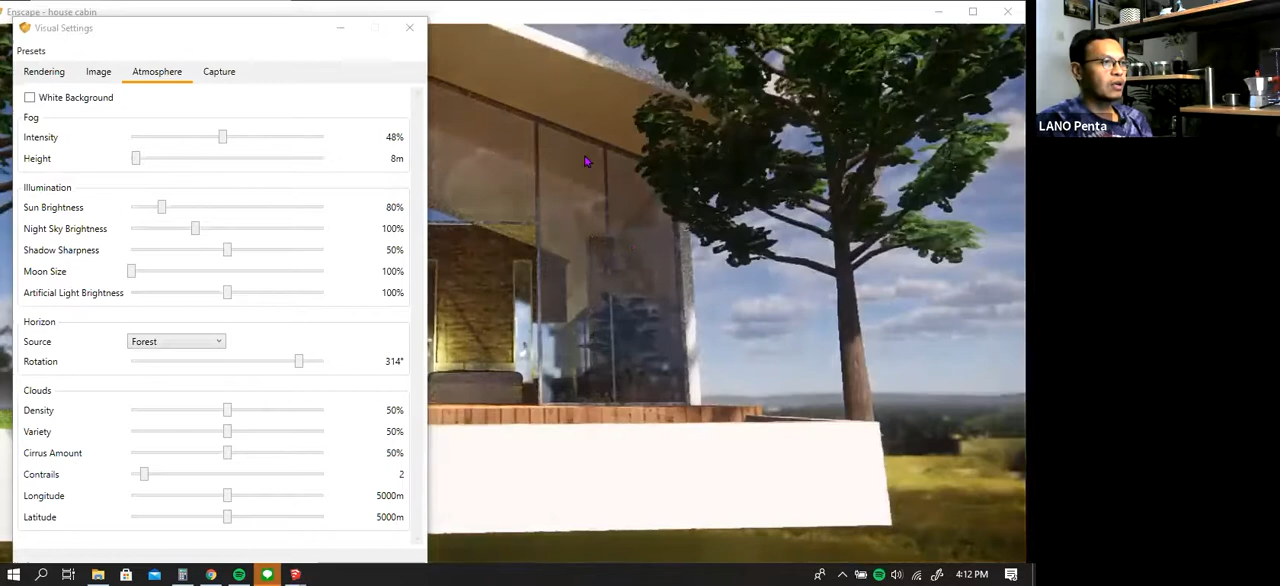 Enscape - house cabin
Visual Settings
Presets
Rendering Image Atmosphere Capture
White Background
Fog
Intensity 48%
Height 8m
Illumination
Sun Brightness 80%
Night Sky Brightness 100%
Shadow Sharpness 50%
Moon Size 100%
Artificial Light Brightness 100%
Horizon
Source Forest
Rotation 314°
Clouds
Density 50%
Variety 50%
Cirrus Amount 50%
Contrails 2
Longitude 5000m
Latitude 5000m
LANO Penta
4:12 PM